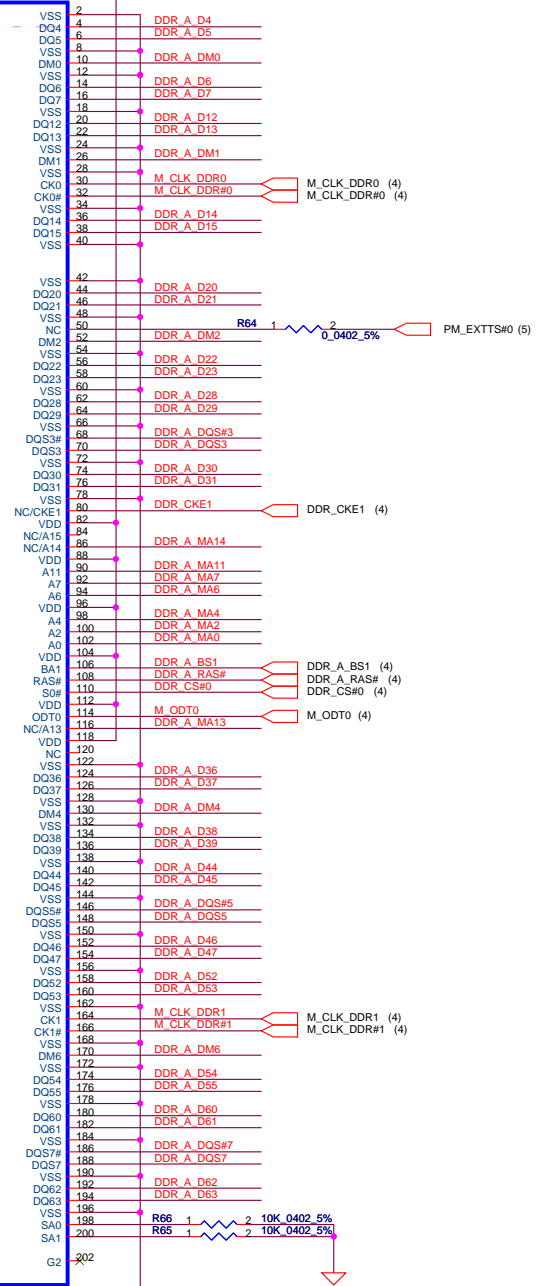 VSS 2
DQ4 4 DDR_A_D4
DQ5 6 DDR_A_D5
VSS 8
DM0 10 DDR_A_DM0
VSS 12
DQ6 14 DDR_A_D6
DQ7 16 DDR_A_D7
VSS 18
DQ12 20 DDR_A_D12
DQ13 22 DDR_A_D13
VSS 24
DM1 26 DDR_A_DM1
VSS 28
CK0 30 M_CLK_DDR0 M_CLK_DDR0 (4)
CK0# 32 M_CLK_DDR#0 M_CLK_DDR#0 (4)
VSS 34
DQ14 36 DDR_A_D14
DQ15 38 DDR_A_D15
VSS 40
VSS 42
DQ20 44 DDR_A_D20
DQ21 46 DDR_A_D21
VSS 48
NC 50 R64 1 2 0_0402_5% PM_EXTTS#0 (5)
DM2 52 DDR_A_DM2
VSS 54
DQ22 56 DDR_A_D22
DQ23 58 DDR_A_D23
VSS 60
DQ28 62 DDR_A_D28
DQ29 64 DDR_A_D29
VSS 66
DQS3# 68 DDR_A_DQS#3
DQS3 70 DDR_A_DQS3
VSS 72
DQ30 74 DDR_A_D30
DQ31 76 DDR_A_D31
VSS 78
NC/CKE1 80 DDR_CKE1 DDR_CKE1 (4)
VDD 82
NC/A15 84
NC/A14 86 DDR_A_MA14
VDD 88
A11 90 DDR_A_MA11
A7 92 DDR_A_MA7
A6 94 DDR_A_MA6
VDD 96
A4 98 DDR_A_MA4
A2 100 DDR_A_MA2
A0 102 DDR_A_MA0
VDD 104
BA1 106 DDR_A_BS1 DDR_A_BS1 (4)
RAS# 108 DDR_A_RAS# DDR_A_RAS# (4)
S0# 110 DDR_CS#0 DDR_CS#0 (4)
VDD 112
ODT0 114 M_ODT0 M_ODT0 (4)
NC/A13 116 DDR_A_MA13
VDD 118
NC 120
VSS 122
DQ36 124 DDR_A_D36
DQ37 126 DDR_A_D37
VSS 128
DM4 130 DDR_A_DM4
VSS 132
DQ38 134 DDR_A_D38
DQ39 136 DDR_A_D39
VSS 138
DQ44 140 DDR_A_D44
DQ45 142 DDR_A_D45
VSS 144
DQS5# 146 DDR_A_DQS#5
DQS5 148 DDR_A_DQS5
VSS 150
DQ46 152 DDR_A_D46
DQ47 154 DDR_A_D47
VSS 156
DQ52 158 DDR_A_D52
DQ53 160 DDR_A_D53
VSS 162
CK1 164 M_CLK_DDR1 M_CLK_DDR1 (4)
CK1# 166 M_CLK_DDR#1 M_CLK_DDR#1 (4)
VSS 168
DM6 170 DDR_A_DM6
VSS 172
DQ54 174 DDR_A_D54
DQ55 176 DDR_A_D55
VSS 178
DQ60 180 DDR_A_D60
DQ61 182 DDR_A_D61
VSS 184
DQS7# 186 DDR_A_DQS#7
DQS7 188 DDR_A_DQS7
VSS 190
DQ62 192 DDR_A_D62
DQ63 194 DDR_A_D63
VSS 196
SA0 198 R66 1 2 10K_0402_5%
SA1 200 R65 1 2 10K_0402_5%
G2 202